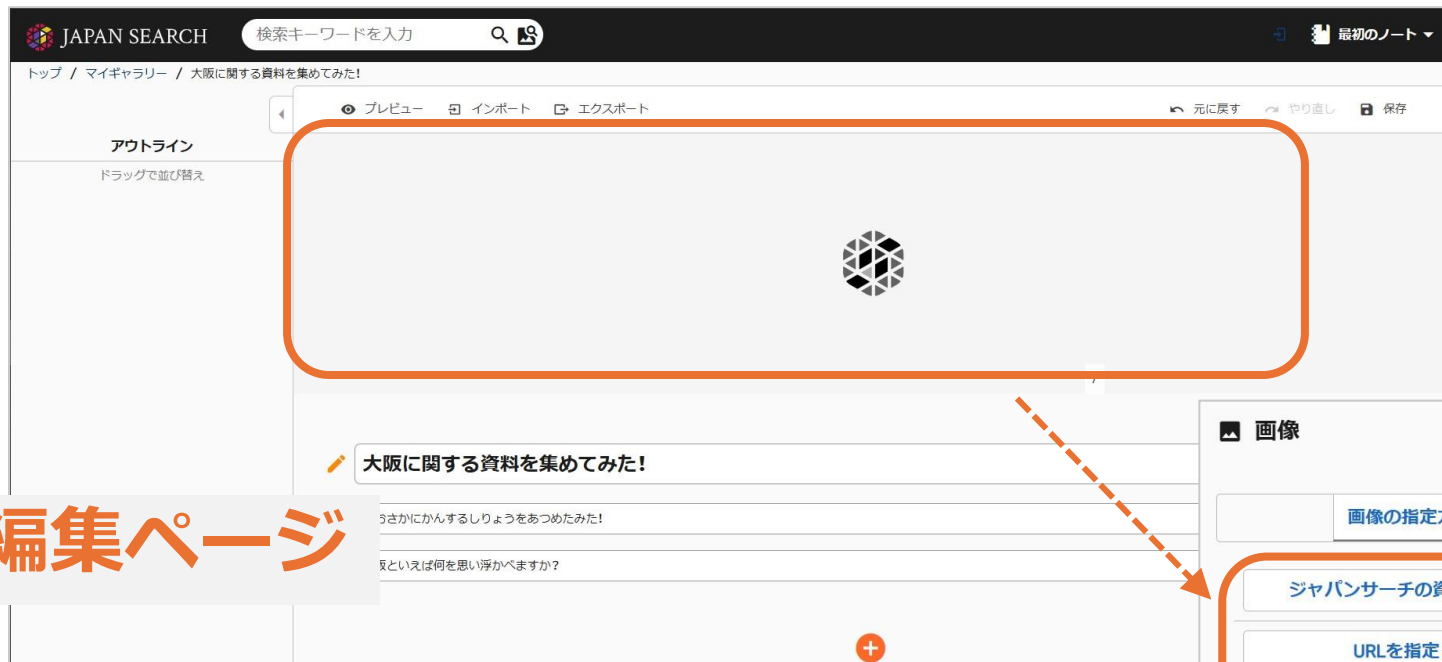 JAPAN SEARCH 検索キーワードを入力 最初のノート
トップ / マイギャラリー / 大阪に関する資料を集めてみた!
プレビュー インポート エクスポート 元に戻す やり直し 保存
アウトライン
ドラッグで並び替え
画像
大阪に関する資料を集めてみた!
画像の指定
編集ページ
おさかにかんするしりょうをあつめたみた!
阪といえば何を思い浮かべますか?
ジャパンサーチの資
URLを指定